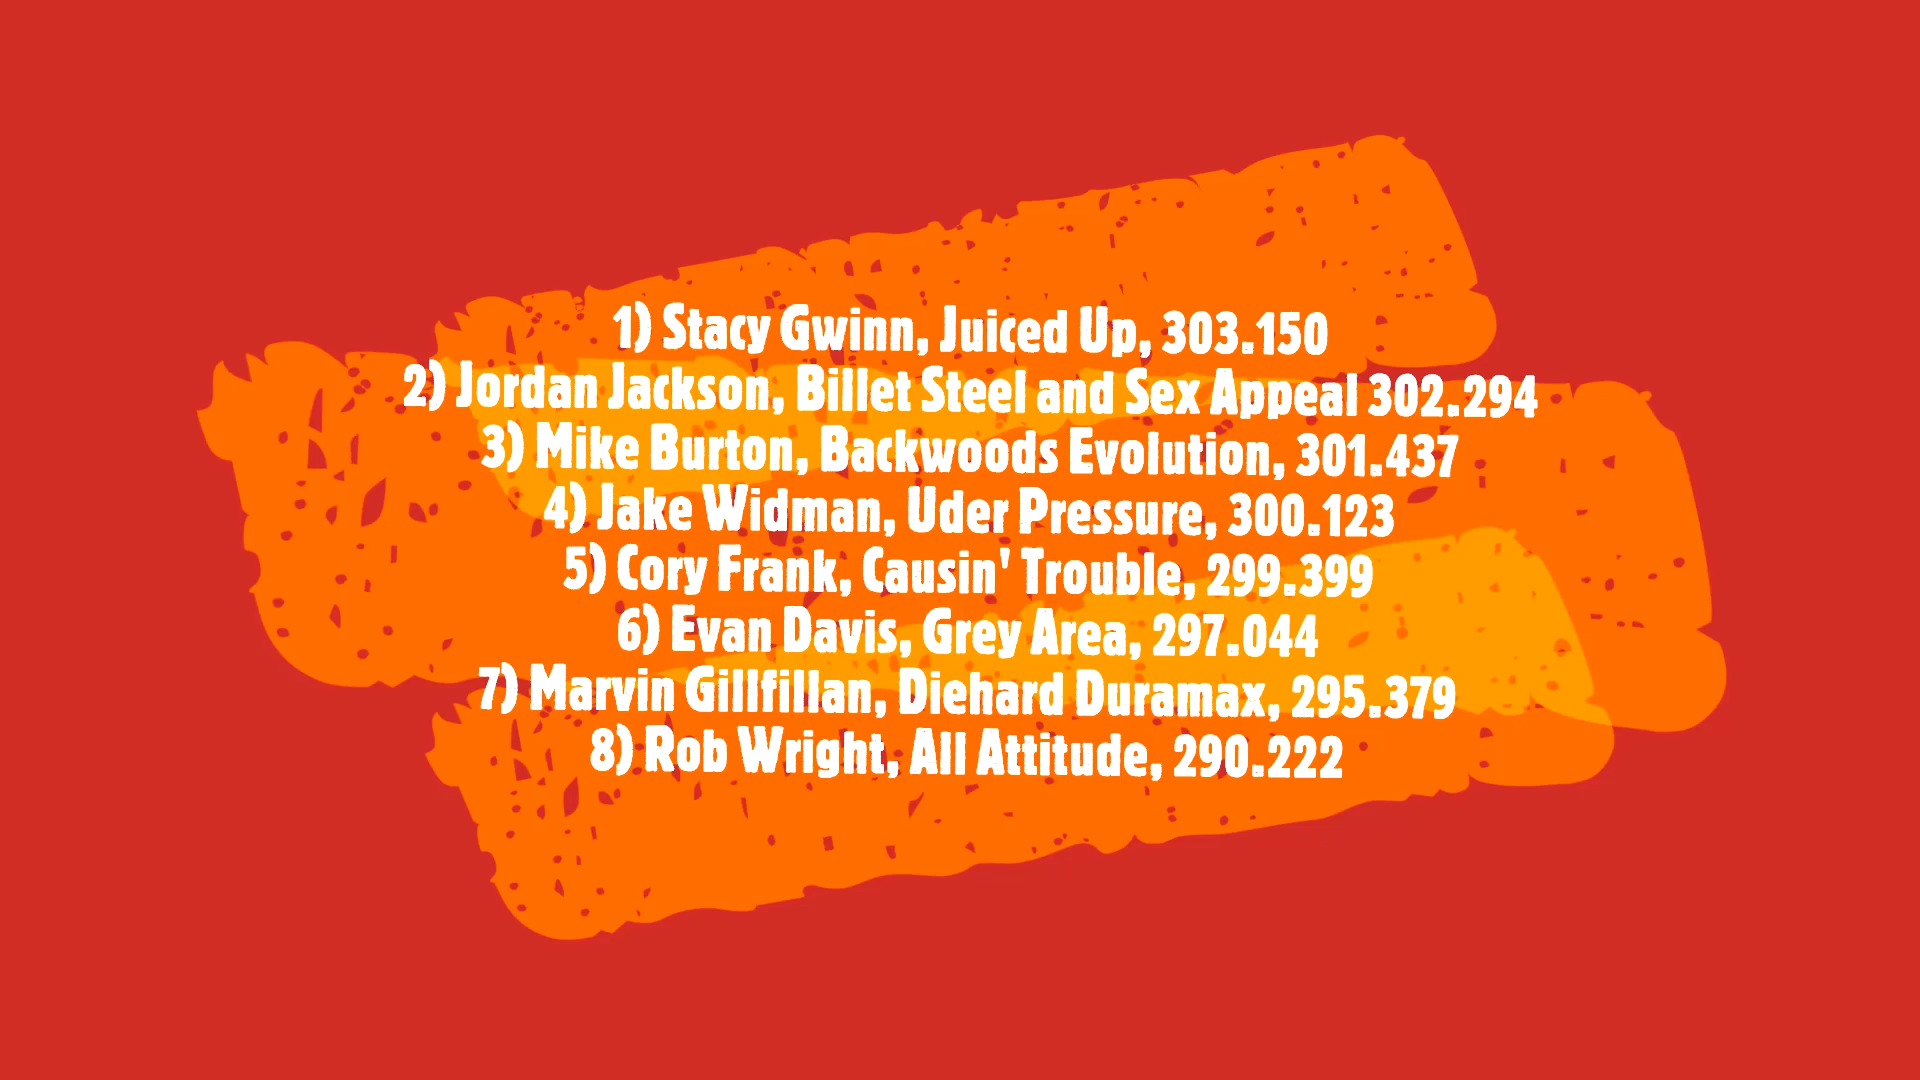 1) Stacy Gwinn, Juiced Up, 303.150
2) Jordan Jackson, Billet Steel and Sex Appeal 302.294
3) Mike Burton, Backwoods Evolution, 301.437
4) Jake Widman, Uder Pressure, 300.123
5) Cory Frank, Causin' Trouble, 299.399
6) Evan Davis, Grey Area, 297.044
7) Marvin Gillfillan, Diehard Duramax, 295.379
8) Rob Wright, All Attitude, 290.222